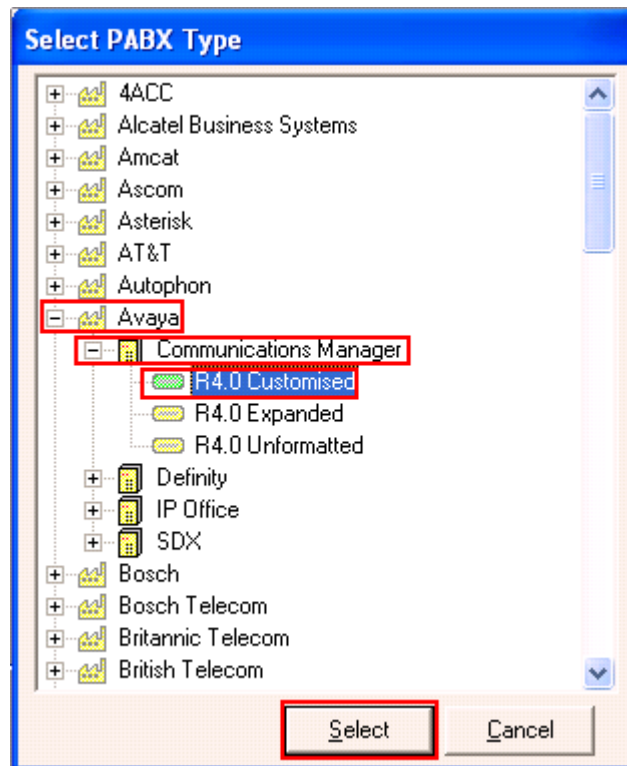 Select PABX Type
4ACC
Alcatel Business Systems
Amcat
Ascom
Asterisk
AT&T
Autophon
Avaya
Communications Manager
R4.0 Customised
R4.0 Expanded
R4.0 Unformatted
Definity
IP Office
SDX
Bosch
Bosch Telecom
Britannic Telecom
British Telecom
Select Cancel